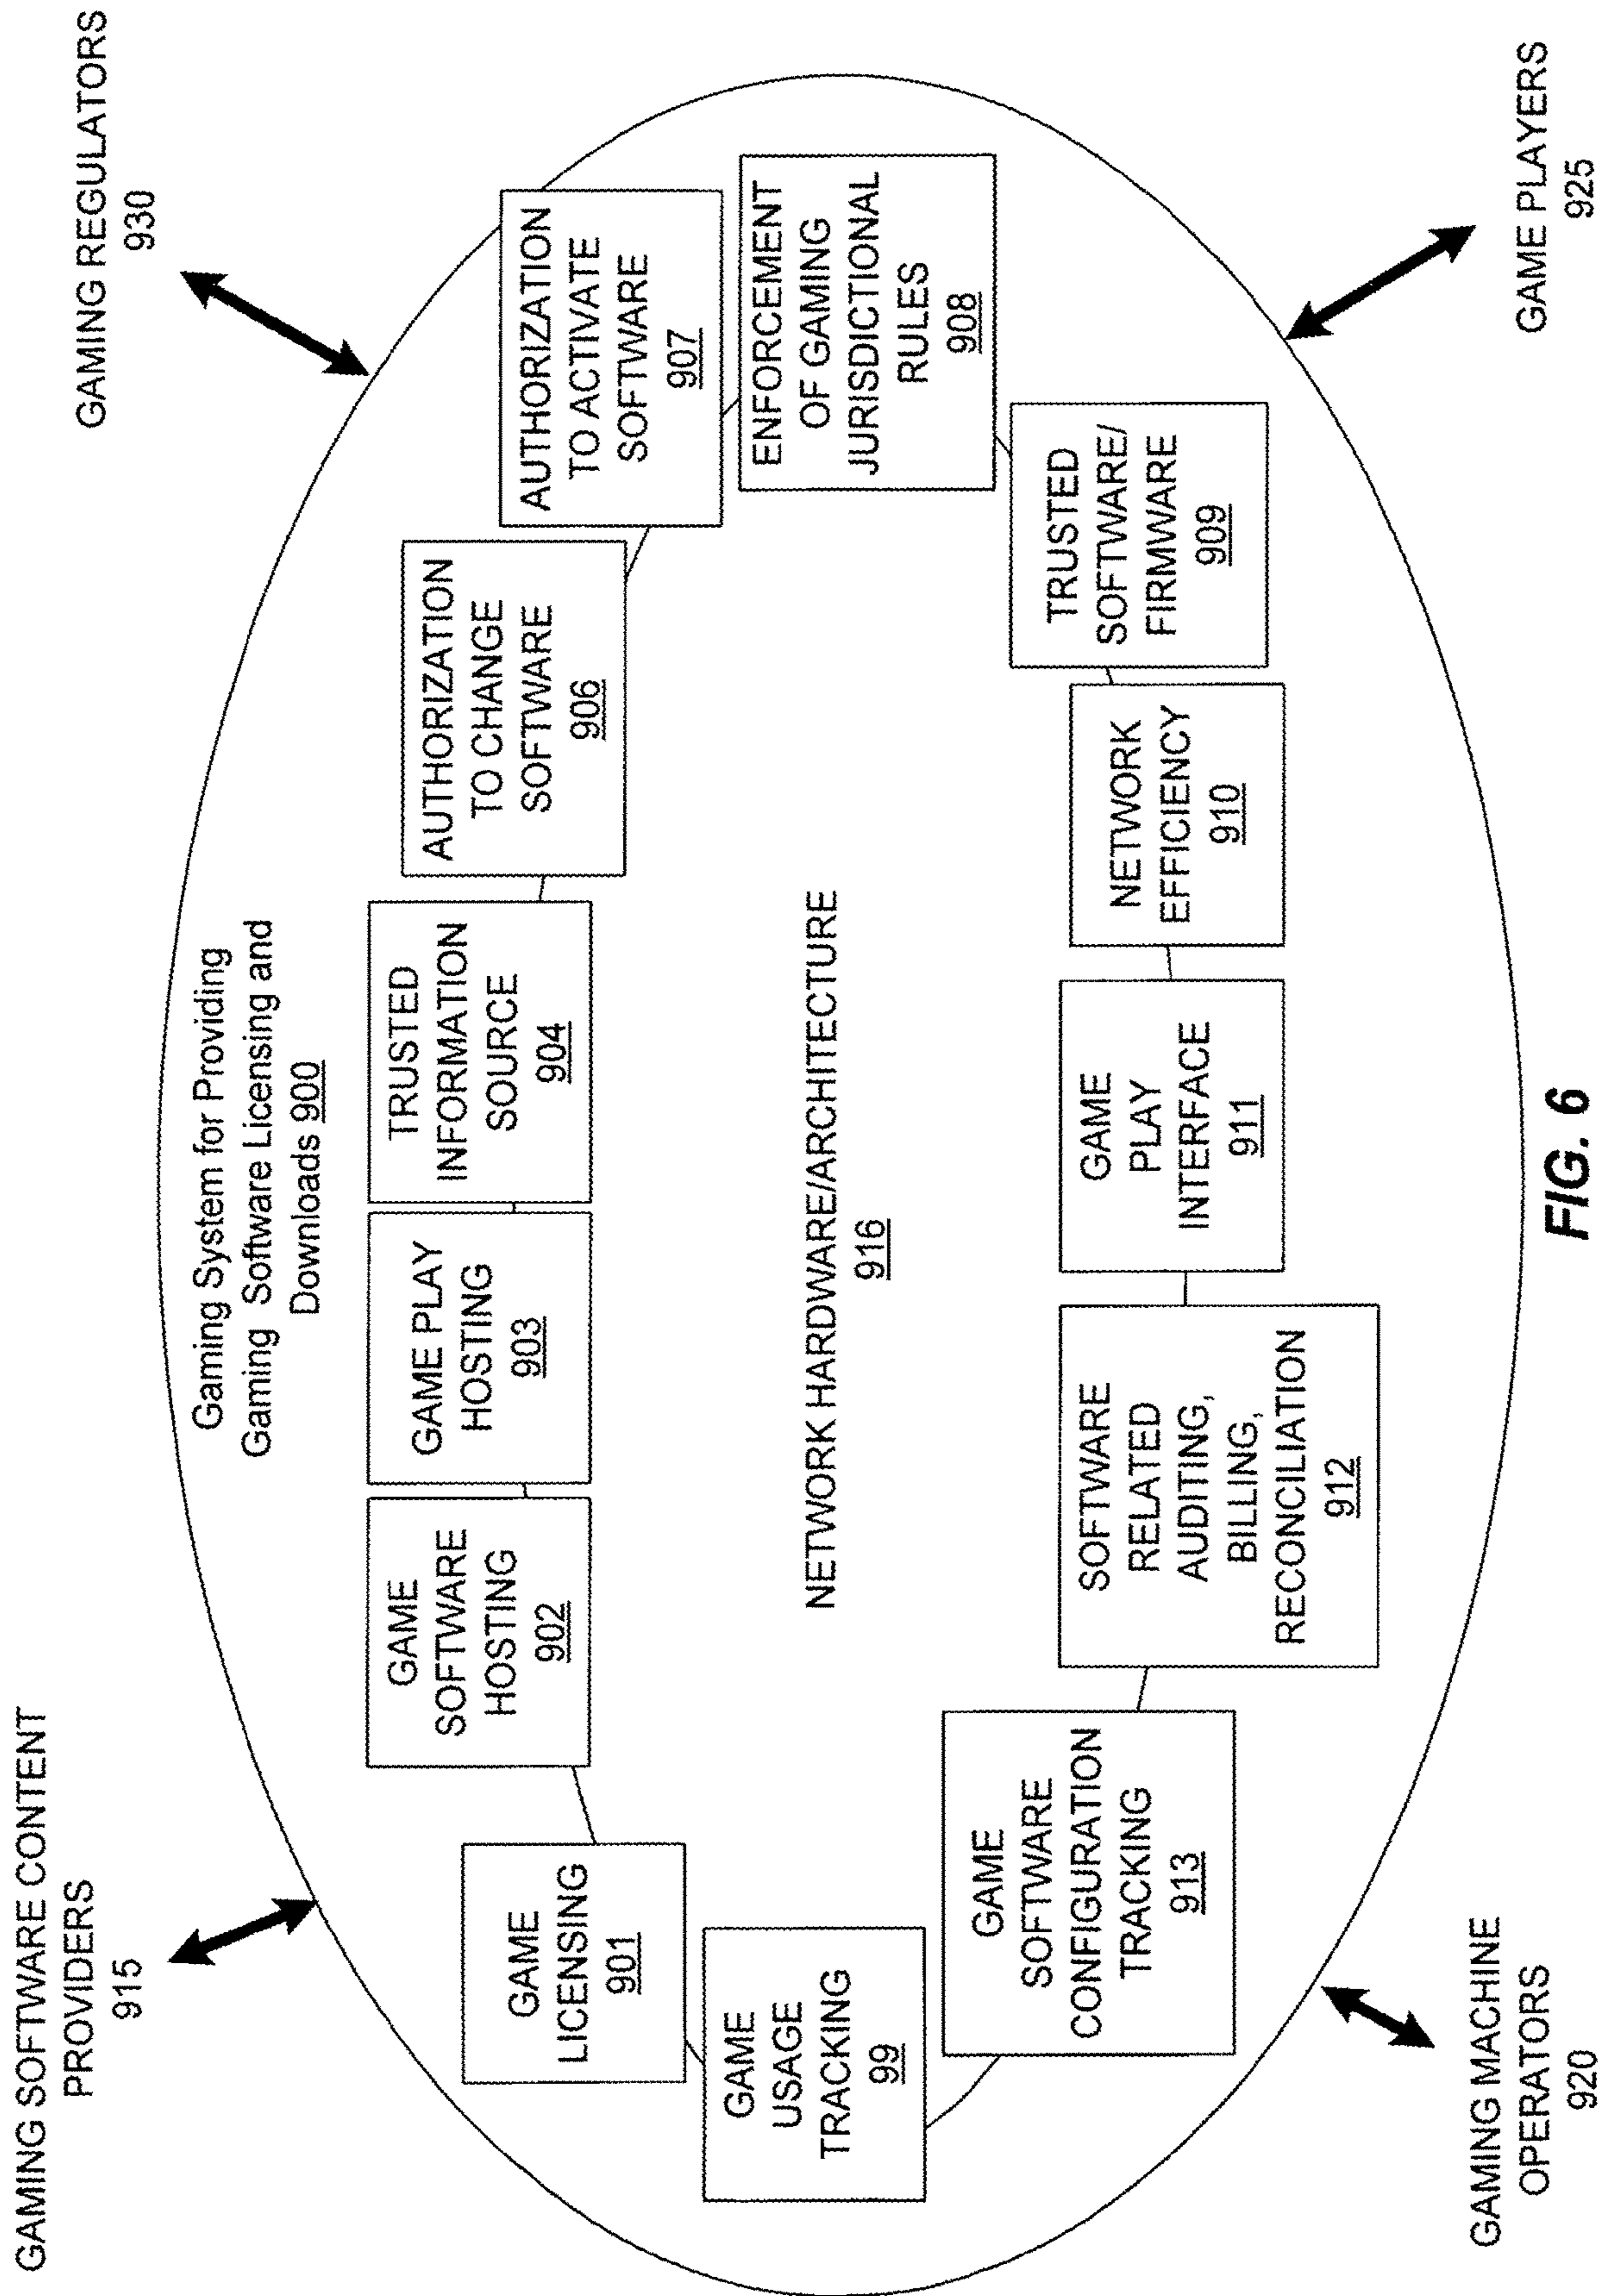 GAMING SOFTWARE CONTENT
PROVIDERS
915
GAMING REGULATORS
930
Gaming System for Providing
Gaming Software Licensing and
Downloads 900
GAME
LICENSING
901
GAME
SOFTWARE
HOSTING
902
GAME PLAY
HOSTING
903
TRUSTED
INFORMATION
SOURCE
904
AUTHORIZATION
TO CHANGE
SOFTWARE
906
AUTHORIZATION
TO ACTIVATE
SOFTWARE
907
ENFORCEMENT
OF GAMING
JURISDICTIONAL
RULES
908
NETWORK HARDWARE/ARCHITECTURE
916
GAME
USAGE
TRACKING
99
GAME
SOFTWARE
CONFIGURATION
TRACKING
913
SOFTWARE
RELATED
AUDITING,
BILLING,
RECONCILIATION
912
GAME
PLAY
INTERFACE
911
NETWORK
EFFICIENCY
910
TRUSTED
SOFTWARE/
FIRMWARE
909
GAMING MACHINE
OPERATORS
920
GAME PLAYERS
925
FIG. 6